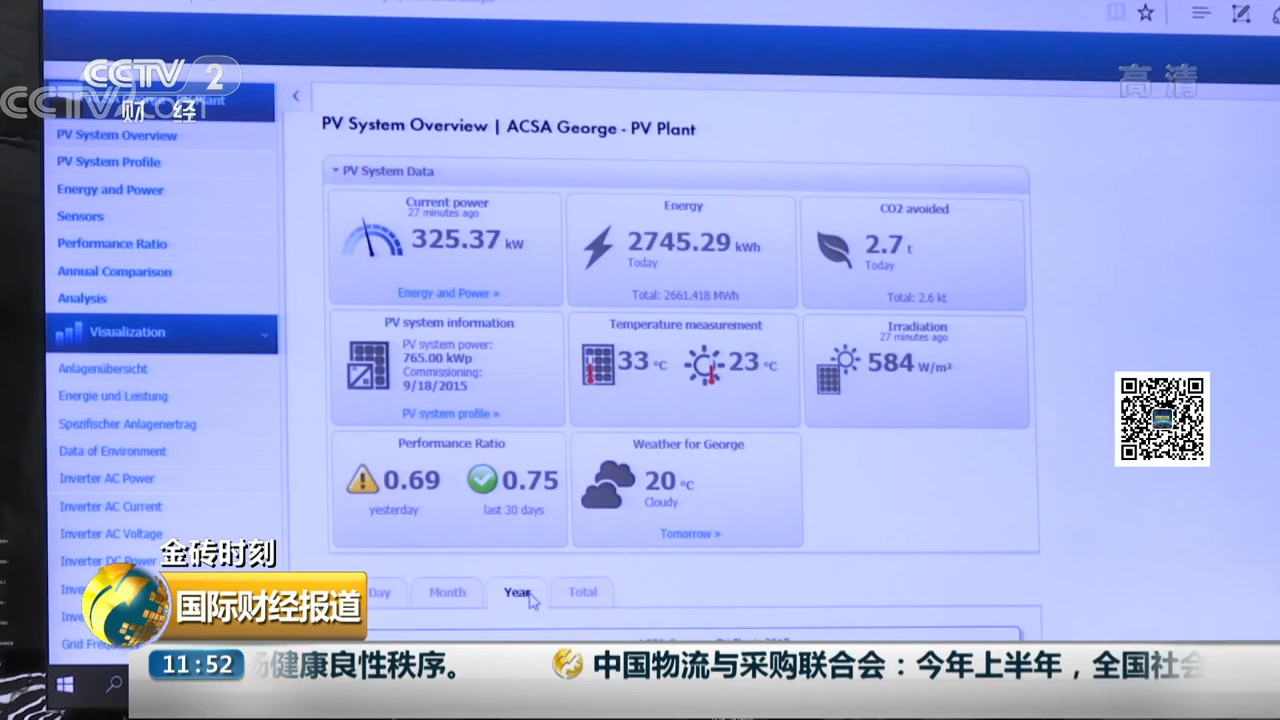 CCTV 2
财 经
CCTV.com
高清
PV System Overview
PV System Profile
Energy and Power
Sensors
Performance Ratio
Annual Comparison
Analysis
Visualization
Anlagenübersicht
Energie und Leistung
Spezifischer Anlagenertrag
Data of Environment
Inverter AC Power
Inverter AC Current
Inverter AC Voltage
Inverter DC Power
PV System Overview | ACSA George - PV Plant
PV System Data
Current power
27 minutes ago
325.37 kW
Energy and Power »
Energy
2745.29 kWh
Today
Total: 2661.418 MWh
CO2 avoided
2.7 t
Today
Total: 2.6 kt
PV system information
PV system power:
765.00 kWp
Commissioning:
9/18/2015
PV system profile »
Temperature measurement
33 °C 23 °C
Irradiation
27 minutes ago
584 W/m²
Performance Ratio
0.69 0.75
yesterday last 30 days
Weather for George
20 °C
Cloudy
Tomorrow »
Day Month Year Total
金砖时刻
国际财经报道
11:52 健康良性秩序。 中国物流与采购联合会：今年上半年，全国社会